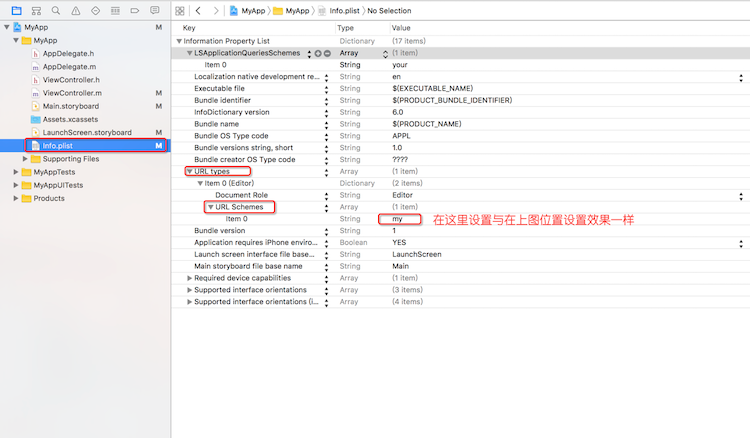 MyApp M
MyApp
AppDelegate.h
AppDelegate.m
ViewController.h
ViewController.m M
Main.storyboard M
Assets.xcassets
LaunchScreen.storyboard M
Info.plist M
Supporting Files
MyAppTests
MyAppUITests
Products
MyApp MyApp Info.plist No Selection
Key Type Value
Information Property List Dictionary (17 items)
LSApplicationQueriesSchemes Array (1 item)
Item 0 String your
Localization native development re... String en
Executable file String $(EXECUTABLE_NAME)
Bundle identifier String $(PRODUCT_BUNDLE_IDENTIFIER)
InfoDictionary version String 6.0
Bundle name String $(PRODUCT_NAME)
Bundle OS Type code String APPL
Bundle versions string, short String 1.0
Bundle creator OS Type code String ????
URL types Array (1 item)
Item 0 (Editor) Dictionary (2 items)
Document Role String Editor
URL Schemes Array (1 item)
Item 0 String my 在这里设置与在上图位置设置效果一样
Bundle version String 1
Application requires iPhone enviro... Boolean YES
Launch screen interface file base... String LaunchScreen
Main storyboard file base name String Main
Required device capabilities Array (1 item)
Supported interface orientations Array (3 items)
Supported interface orientations (i... Array (4 items)